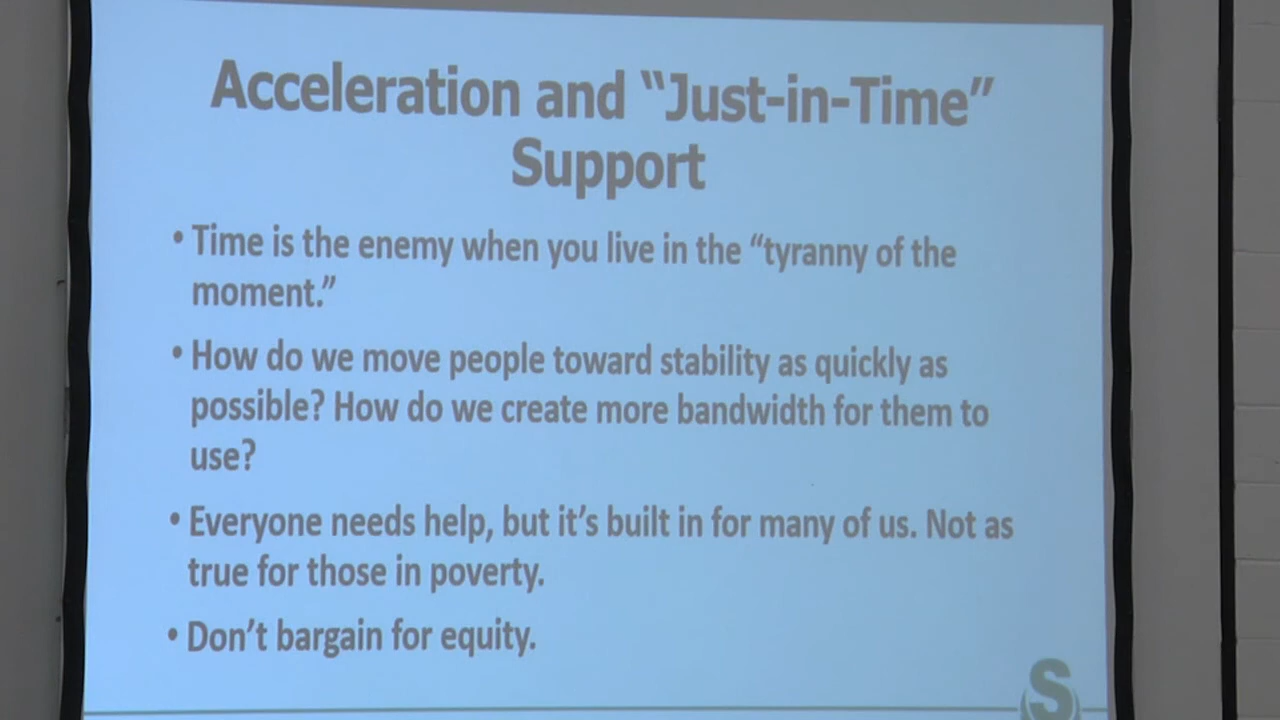 Acceleration and “Just-in-Time”
Support
• Time is the enemy when you live in the “tyranny of the
moment.”
• How do we move people toward stability as quickly as
possible? How do we create more bandwidth for them to
use?
• Everyone needs help, but it’s built in for many of us. Not as
true for those in poverty.
• Don’t bargain for equity.
S